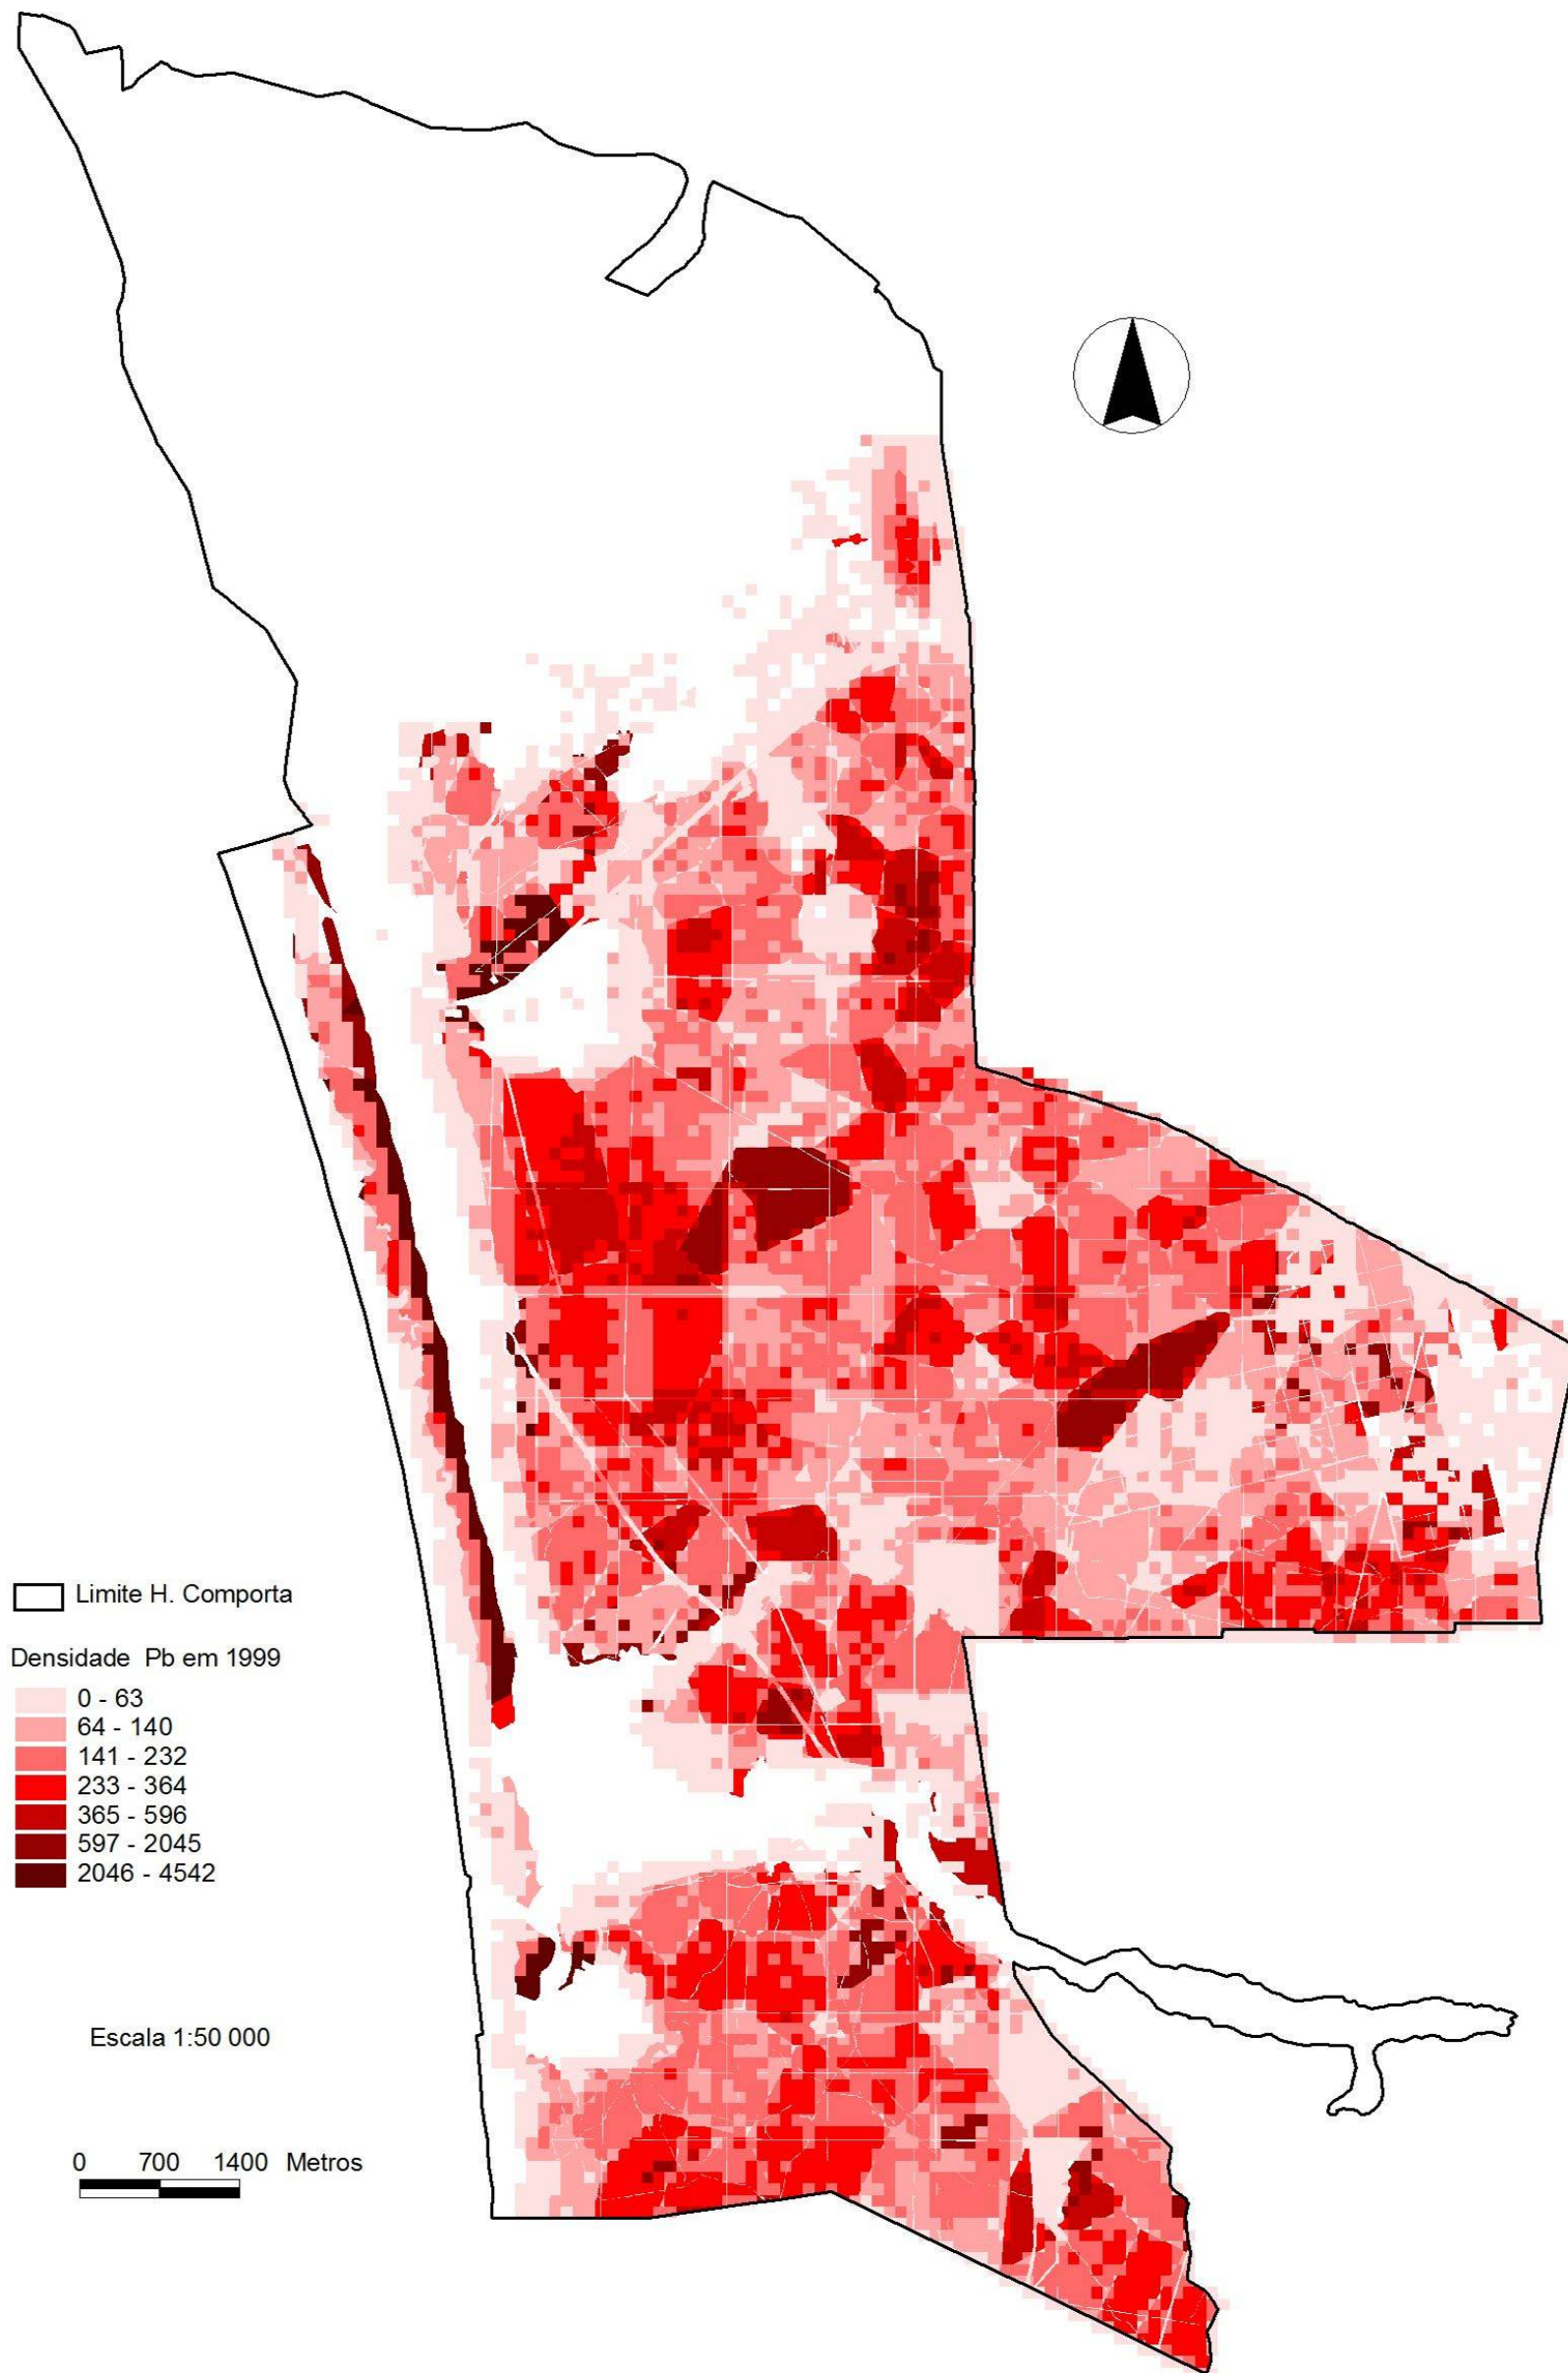 Limite H. Comporta
Densidade Pb em 1999
0 - 63
64 - 140
141 - 232
233 - 364
365 - 596
597 - 2045
2046 - 4542
Escala 1:50 000
0 700 1400 Metros